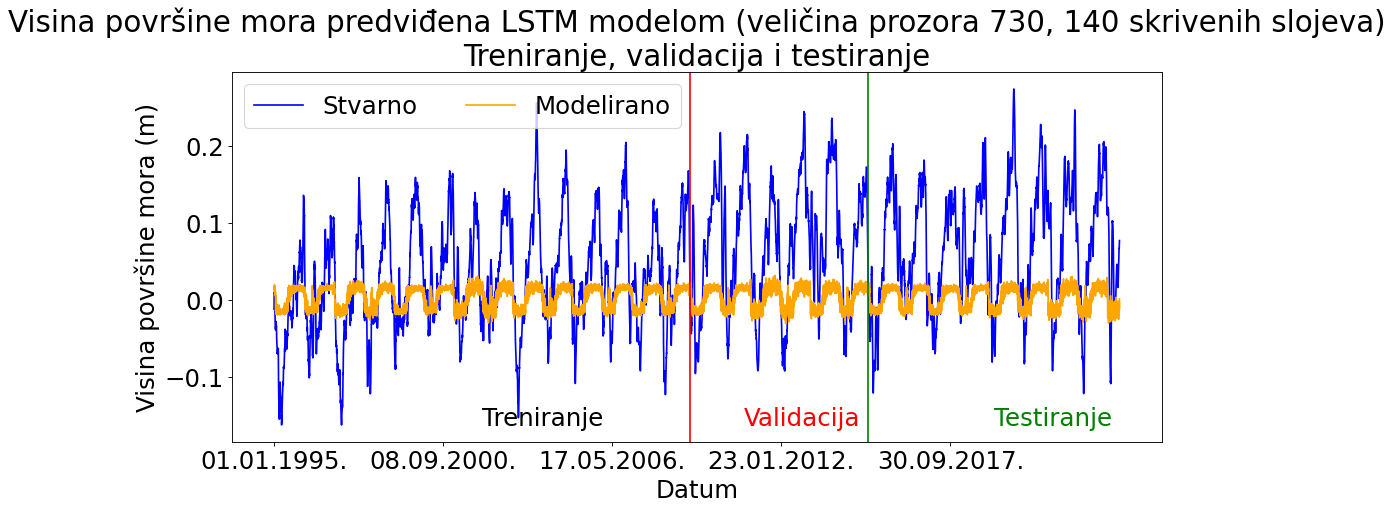 Visina površine mora predviđena LSTM modelom (veličina prozora 730, 140 skrivenih slojeva)
Treniranje, validacija i testiranje
Stvarno
Modelirano
Visina površine mora (m)
0.2
0.1
0.0
−0.1
Treniranje
Validacija
Testiranje
01.01.1995.
08.09.2000.
17.05.2006.
23.01.2012.
30.09.2017.
Datum